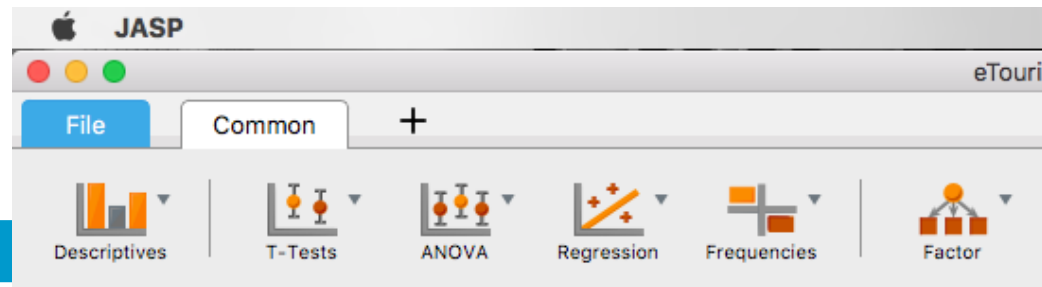 JASP
eTouri
File Common +
Descriptives T-Tests ANOVA Regression Frequencies Factor